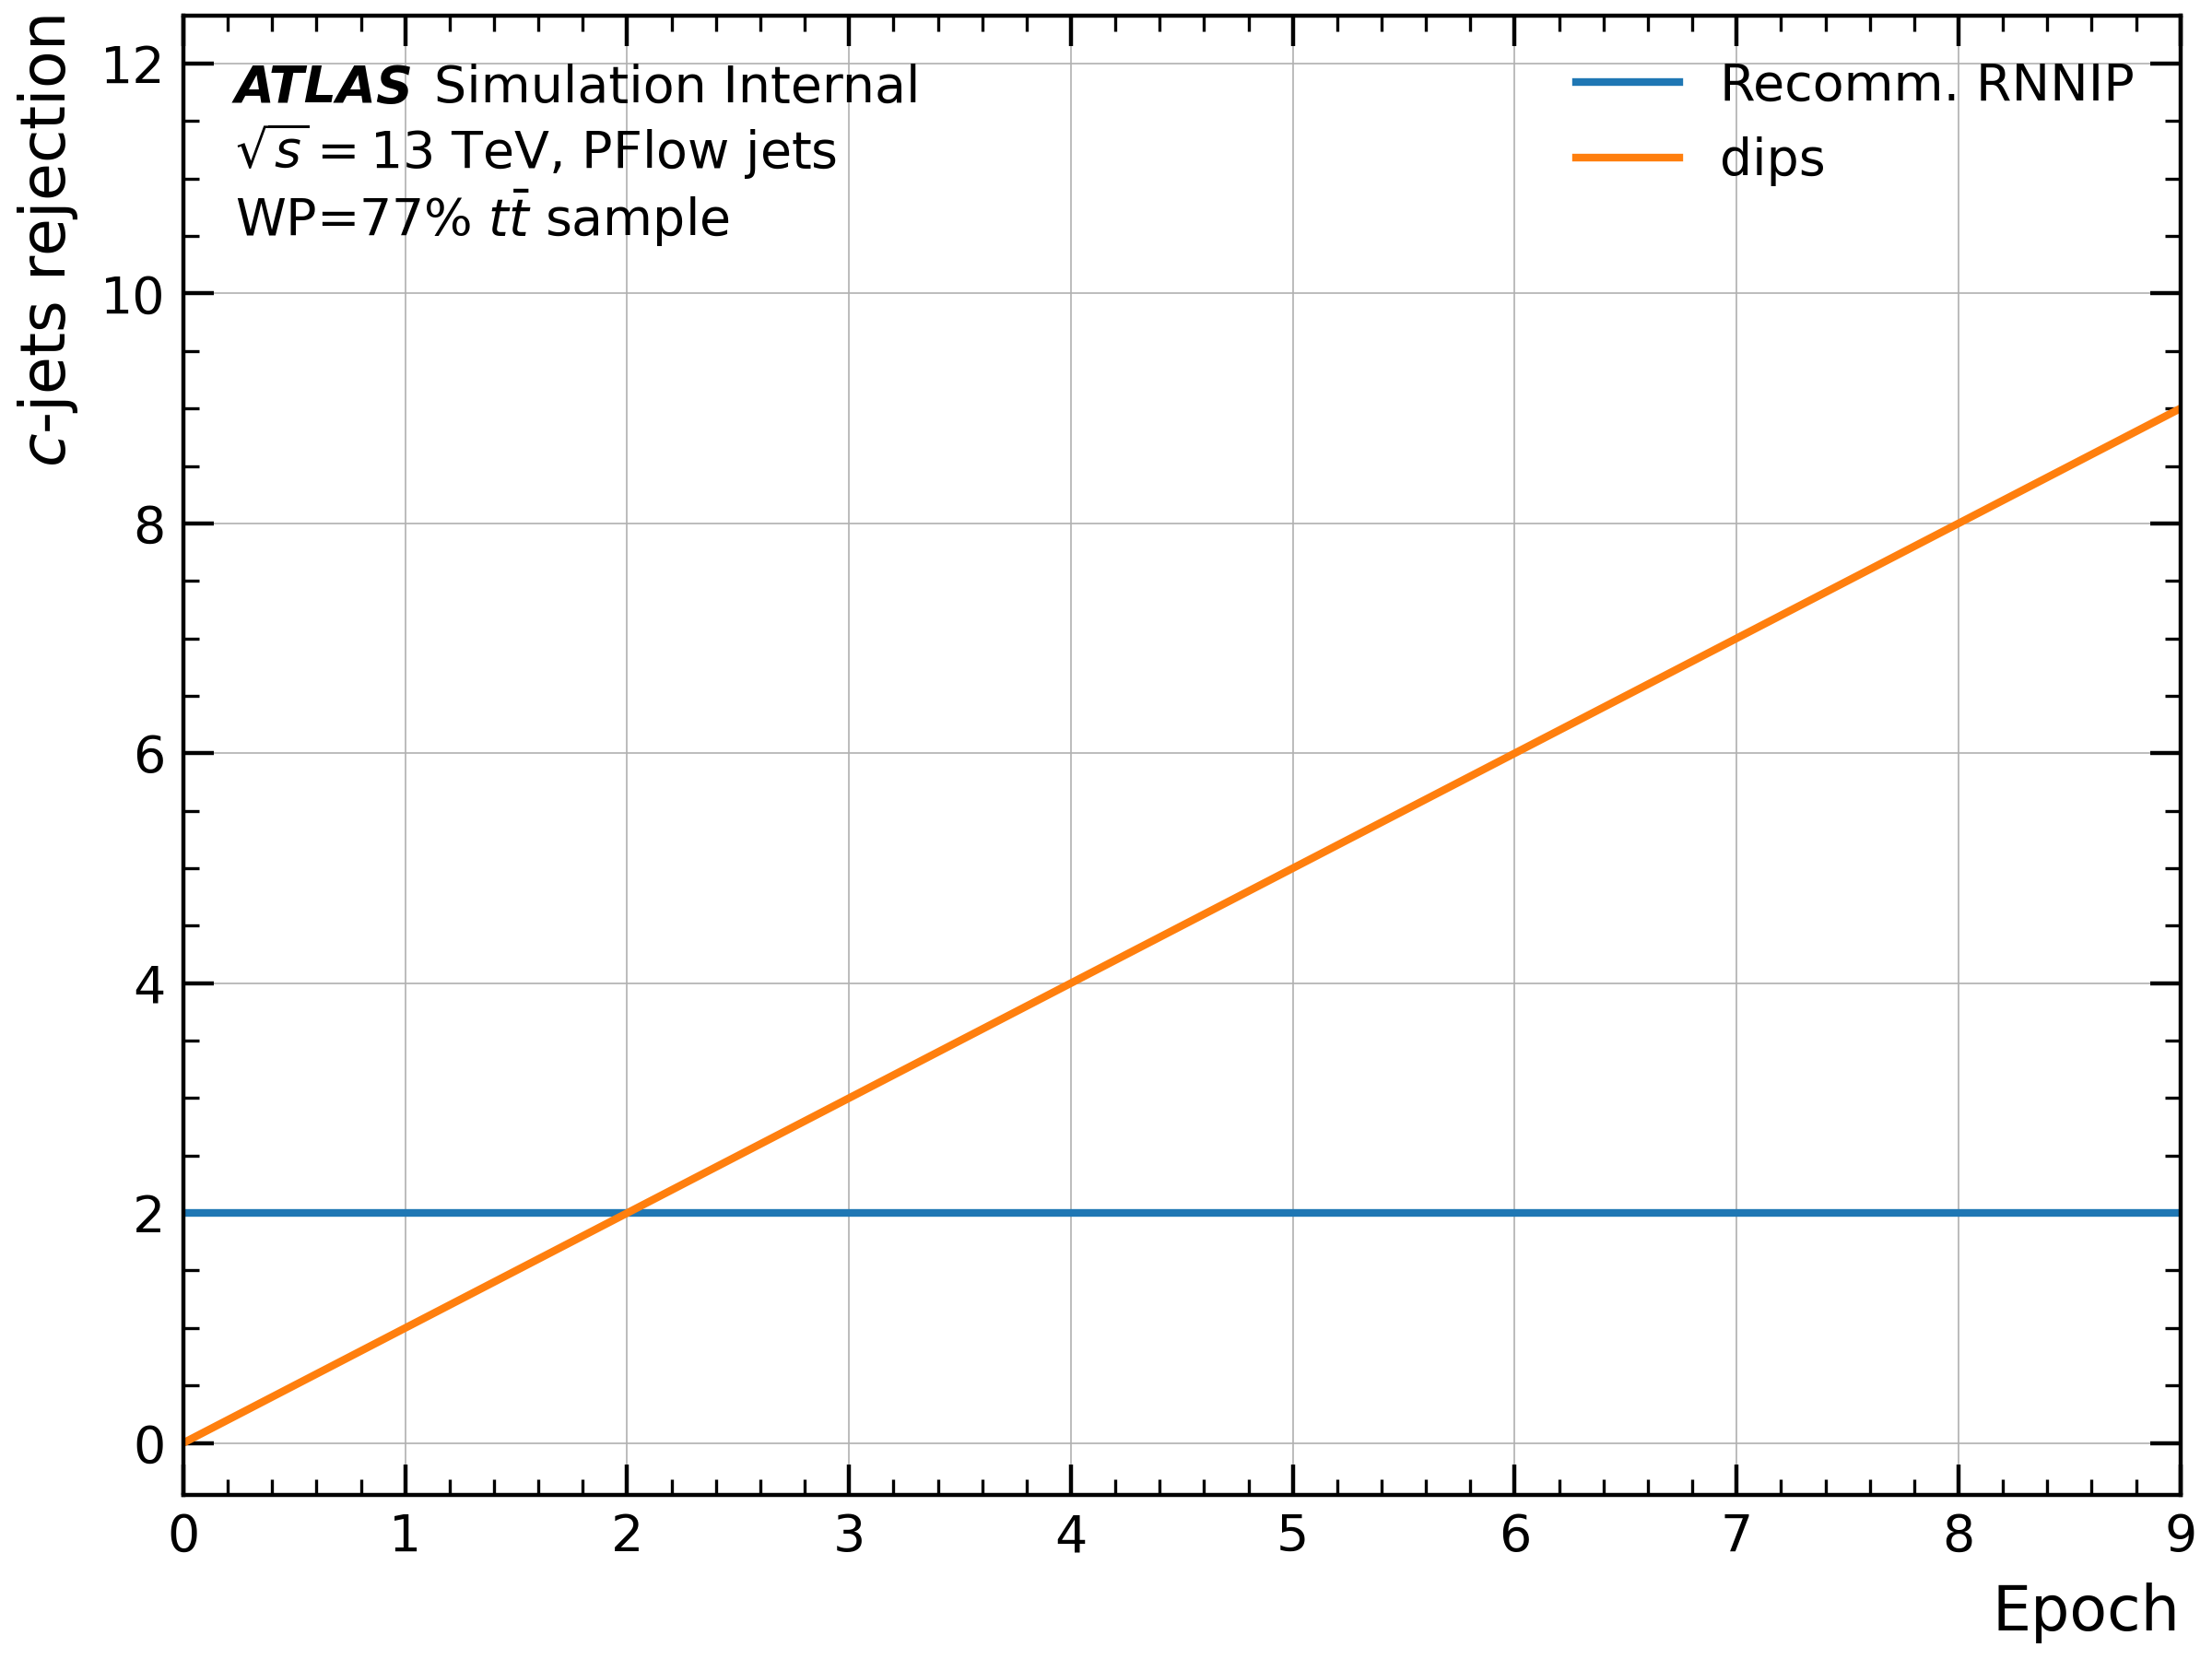 ATLAS Simulation Internal
√s = 13 TeV, PFlow jets
WP=77% tt̄ sample
Recomm. RNNIP
dips
c-jets rejection
12
10
8
6
4
2
0
0 1 2 3 4 5 6 7 8 9
Epoch